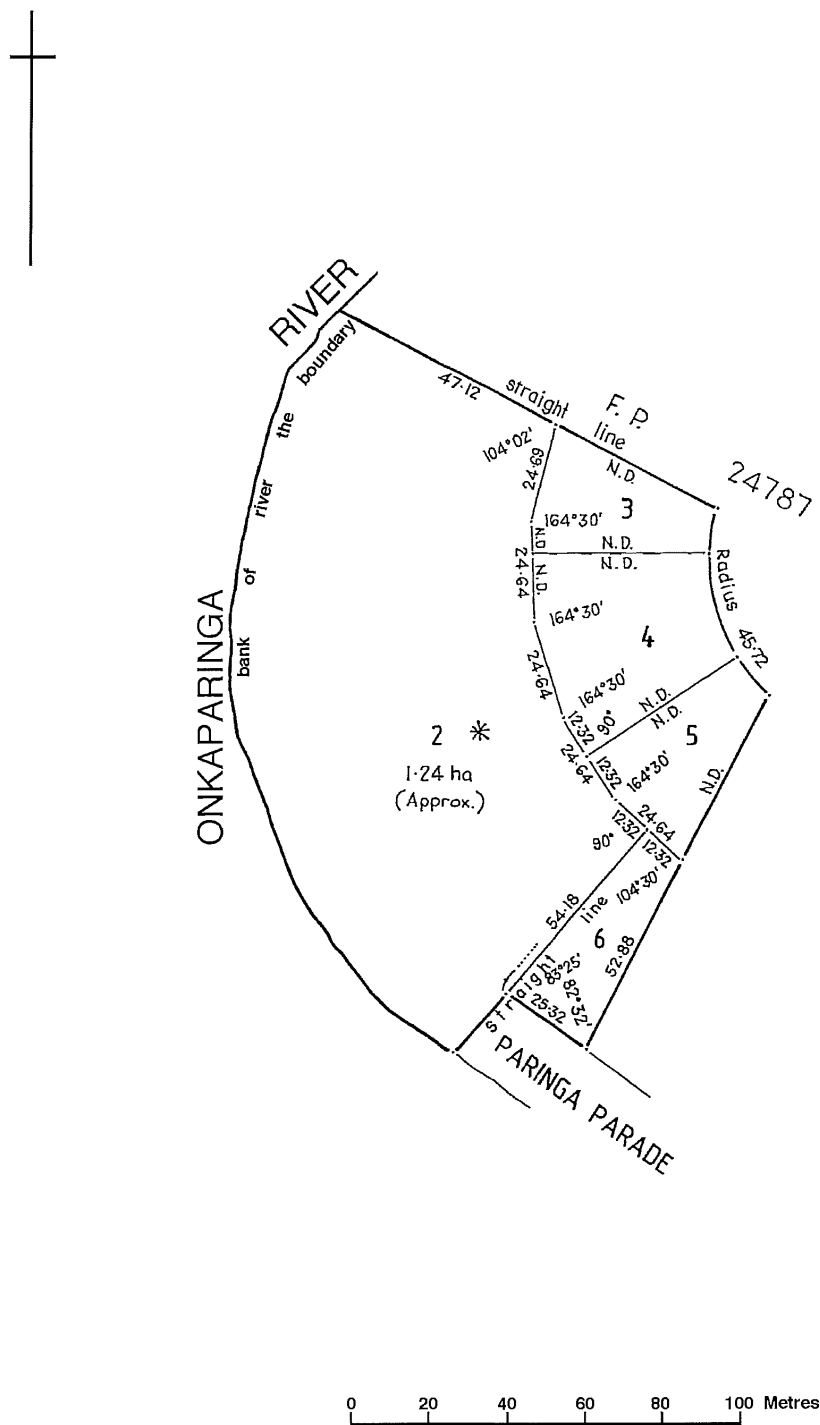 RIVER
boundary
the
river
of
bank
ONKAPARINGA
47·12
straight
line
F. P.
24787
N.D.
104°02'
24·69
3
164°30'
N.D
N.D.
N.D.
24·64
N.D.
Radius
45·72
164°30'
4
24·64
164°30'
N.D.
N.D.
12·32
90°
5
2 *
1·24 ha
(Approx.)
24·64
12·32
164°30'
N.D.
24·64
12·32
12·32
90°
104°30'
54·18
line
6
52·88
straight
83°25'
82°32'
25·32
PARINGA PARADE
0 20 40 60 80 100 Metres